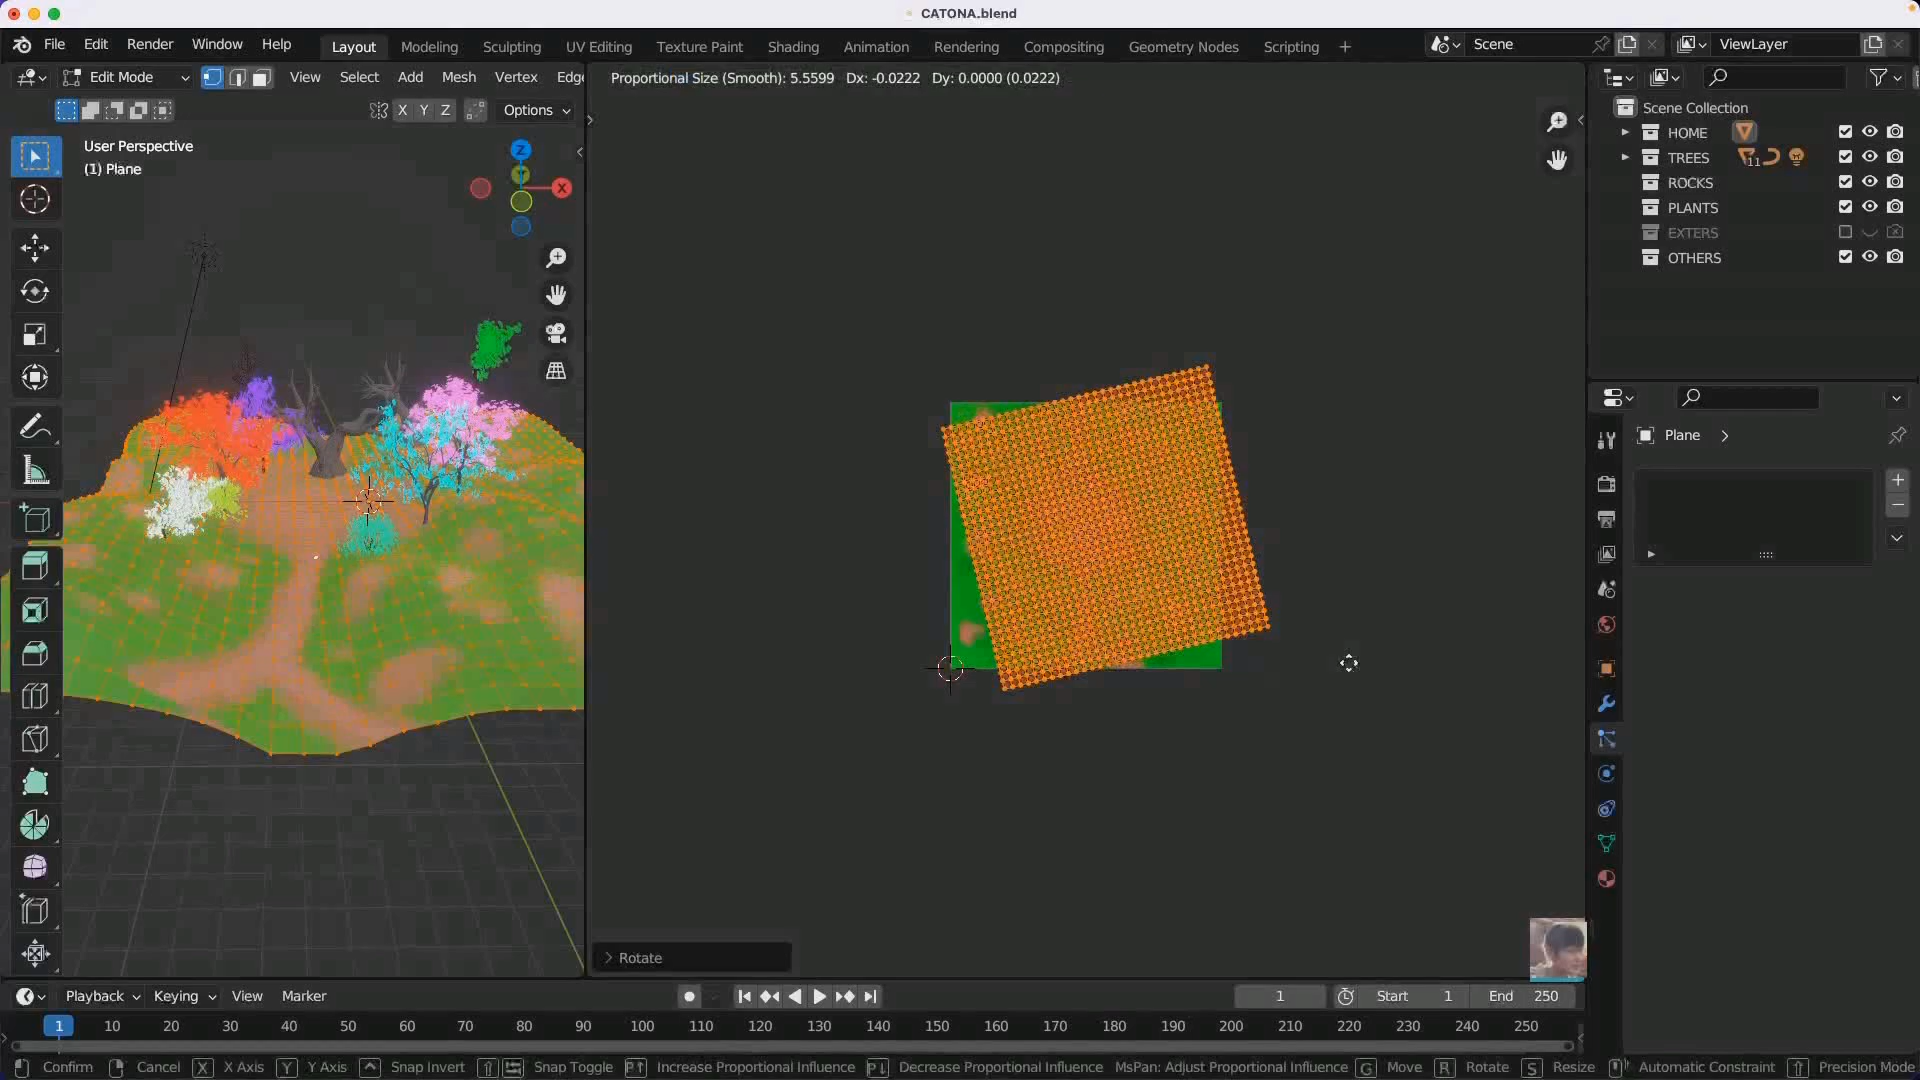 CATONA.blend
File Edit Render Window Help Layout Modeling Sculpting UV Editing Texture Paint Shading Animation Rendering Compositing Geometry Nodes Scripting + Scene ViewLayer
Edit Mode View Select Add Mesh Vertex Edge Proportional Size (Smooth): 5.5599 Dx: -0.0222 Dy: 0.0000 (0.0222)
X Y Z Options
Scene Collection
HOME
TREES 11
ROCKS
PLANTS
EXTERS
OTHERS
User Perspective
(1) Plane
Z
Y
X
Plane
Rotate
Playback Keying View Marker 1 Start 1 End 250
1 10 20 30 40 50 60 70 80 90 100 110 120 130 140 150 160 170 180 190 200 210 220 230 240 250
Confirm Cancel X X Axis Y Y Axis Snap Invert Snap Toggle Increase Proportional Influence Decrease Proportional Influence MsPan: Adjust Proportional Influence G Move R Rotate S Resize Automatic Constraint Precision Mode